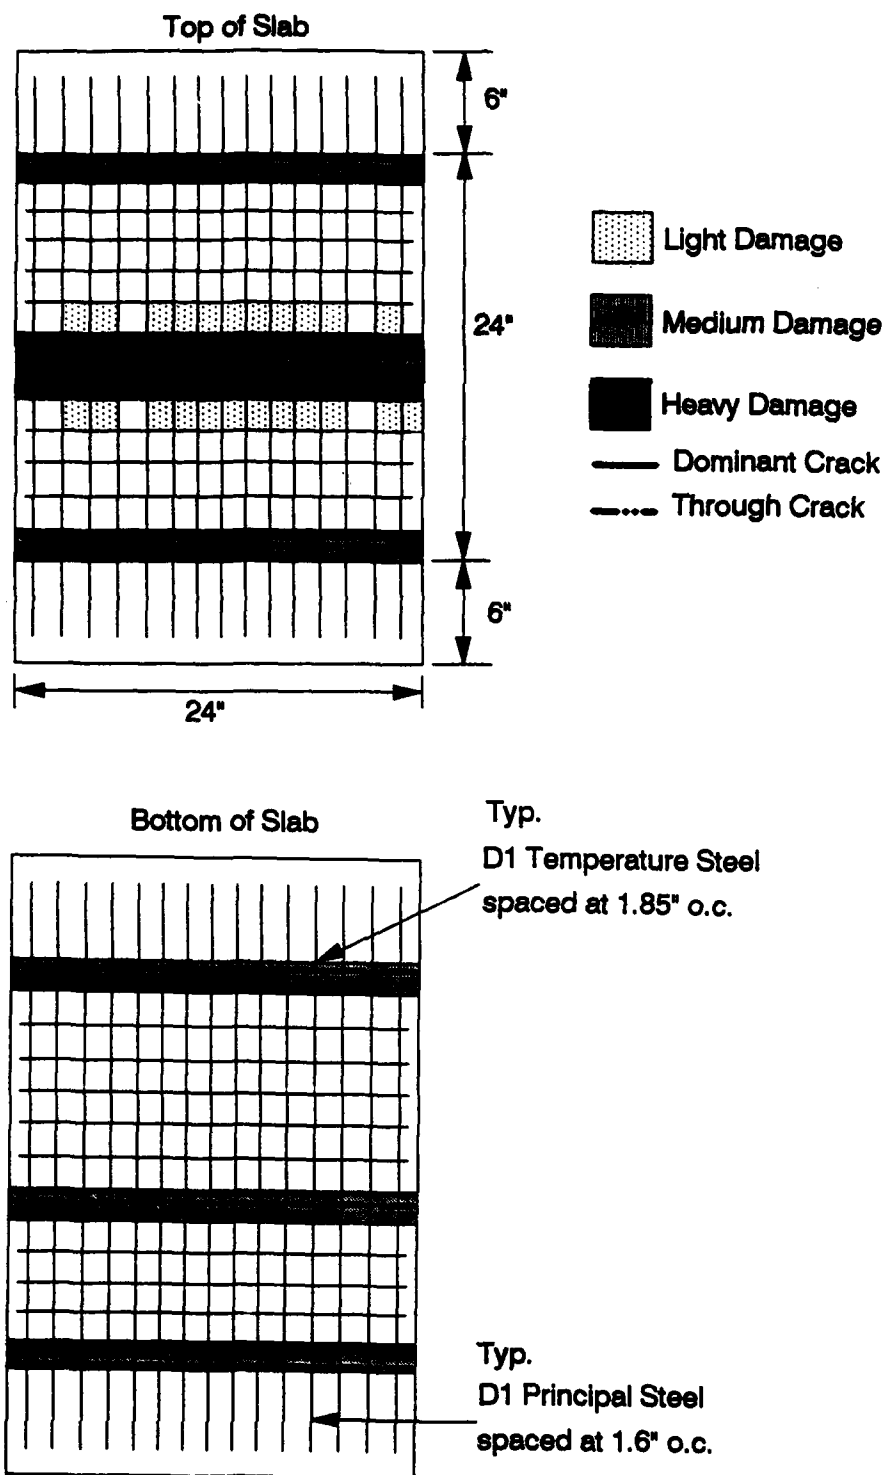 Top of Slab
6"
24"
6"
24"
Light Damage
Medium Damage
Heavy Damage
Dominant Crack
Through Crack
Bottom of Slab
Typ.
D1 Temperature Steel
spaced at 1.85" o.c.
Typ.
D1 Principal Steel
spaced at 1.6" o.c.